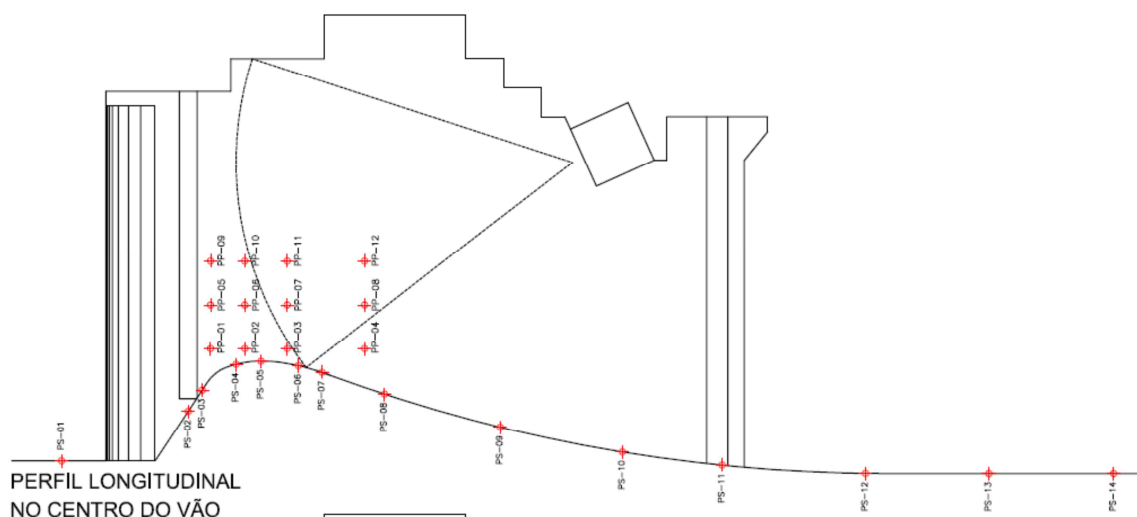 PP-09
PP-10
PP-11
PP-12
PP-05
PP-06
PP-07
PP-08
PP-01
PP-02
PP-03
PP-04
PS-01
PS-02
PS-03
PS-04
PS-05
PS-06
PS-07
PS-08
PS-09
PS-10
PS-11
PS-12
PS-13
PS-14
PERFIL LONGITUDINAL
NO CENTRO DO VÃO